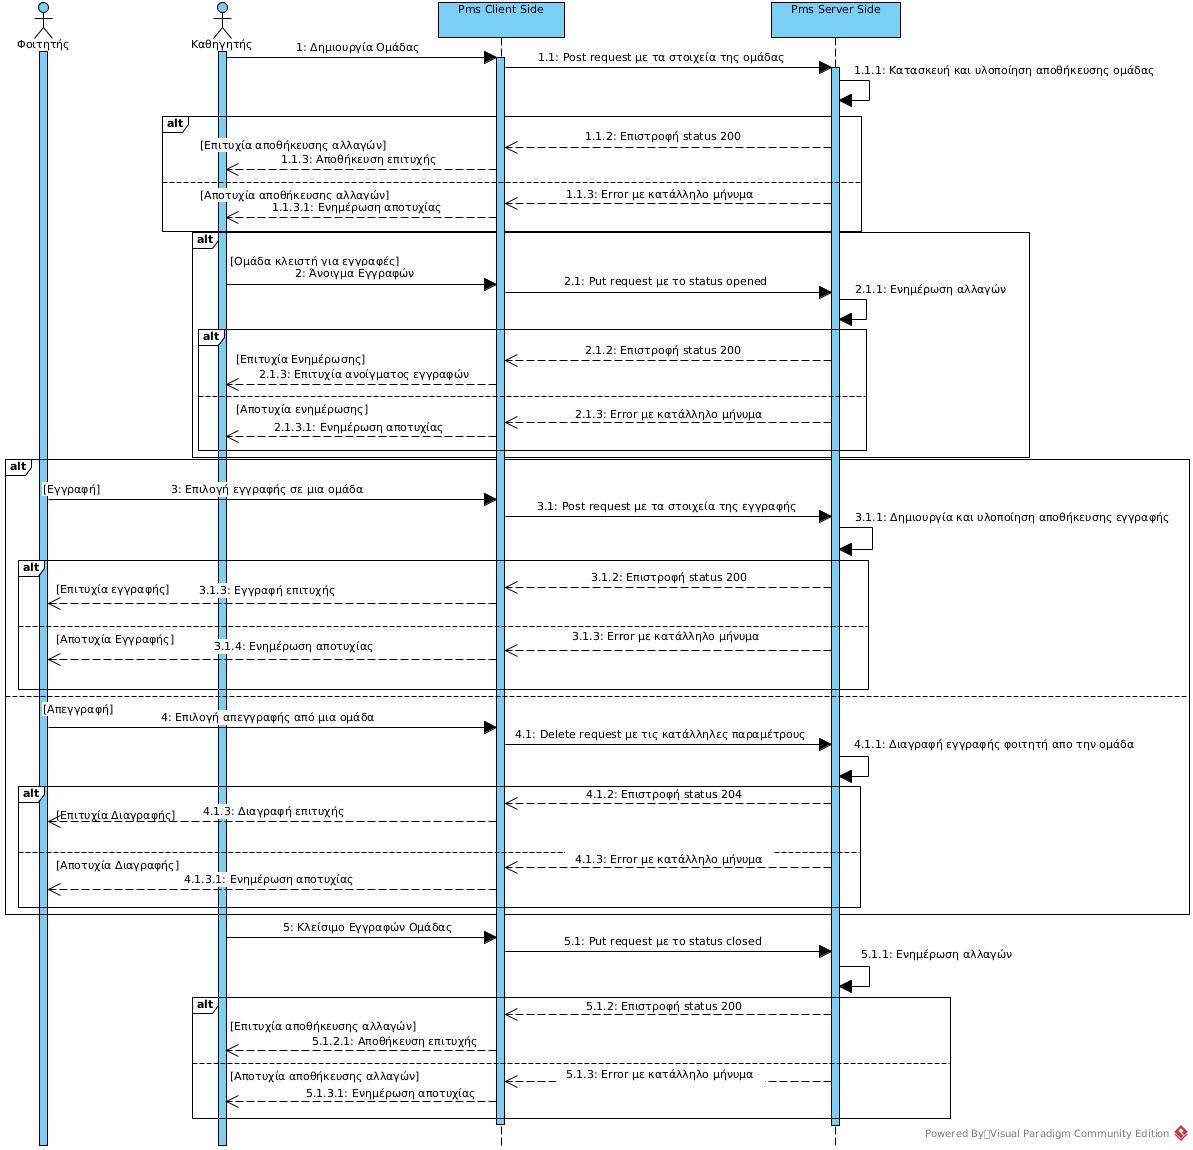 Pms Client Side
Pms Server Side
Φοιτητής
Καθηγητής
1: Δημιουργία Ομάδας
1.1: Post request με τα στοιχεία της ομάδας
1.1.1: Κατασκευή και υλοποίηση αποθήκευσης ομάδας
alt
1.1.2: Επιστροφή status 200
[Επιτυχία αποθήκευσης αλλαγών]
1.1.3: Αποθήκευση επιτυχής
[Αποτυχία αποθήκευσης αλλαγών]
1.1.3: Error με κατάλληλο μήνυμα
1.1.3.1: Ενημέρωση αποτυχίας
alt
[Ομάδα κλειστή για εγγραφές]
2: Άνοιγμα Εγγραφών
2.1: Put request με το status opened
2.1.1: Ενημέρωση αλλαγών
alt
2.1.2: Επιστροφή status 200
[Επιτυχία Ενημέρωσης]
2.1.3: Επιτυχία ανοίγματος εγγραφών
[Αποτυχία ενημέρωσης]
2.1.3: Error με κατάλληλο μήνυμα
2.1.3.1: Ενημέρωση αποτυχίας
alt
[Εγγραφή]
3: Επιλογή εγγραφής σε μια ομάδα
3.1: Post request με τα στοιχεία της εγγραφής
3.1.1: Δημιουργία και υλοποίηση αποθήκευσης εγγραφής
alt
3.1.2: Επιστροφή status 200
[Επιτυχία εγγραφής]
3.1.3: Εγγραφή επιτυχής
[Αποτυχία Εγγραφής]
3.1.3: Error με κατάλληλο μήνυμα
3.1.4: Ενημέρωση αποτυχίας
[Απεγγραφή]
4: Επιλογή απεγγραφής από μια ομάδα
4.1: Delete request με τις κατάλληλες παραμέτρους
4.1.1: Διαγραφή εγγραφής φοιτητή απο την ομάδα
alt
4.1.2: Επιστροφή status 204
[Επιτυχία Διαγραφής]
4.1.3: Διαγραφή επιτυχής
[Αποτυχία Διαγραφής]
4.1.3: Error με κατάλληλο μήνυμα
4.1.3.1: Ενημέρωση αποτυχίας
5: Κλείσιμο Εγγραφών Ομάδας
5.1: Put request με το status closed
5.1.1: Ενημέρωση αλλαγών
alt
5.1.2: Επιστροφή status 200
[Επιτυχία αποθήκευσης αλλαγών]
5.1.2.1: Αποθήκευση επιτυχής
[Αποτυχία αποθήκευσης αλλαγών]
5.1.3: Error με κατάλληλο μήνυμα
5.1.3.1: Ενημέρωση αποτυχίας
Powered By Visual Paradigm Community Edition